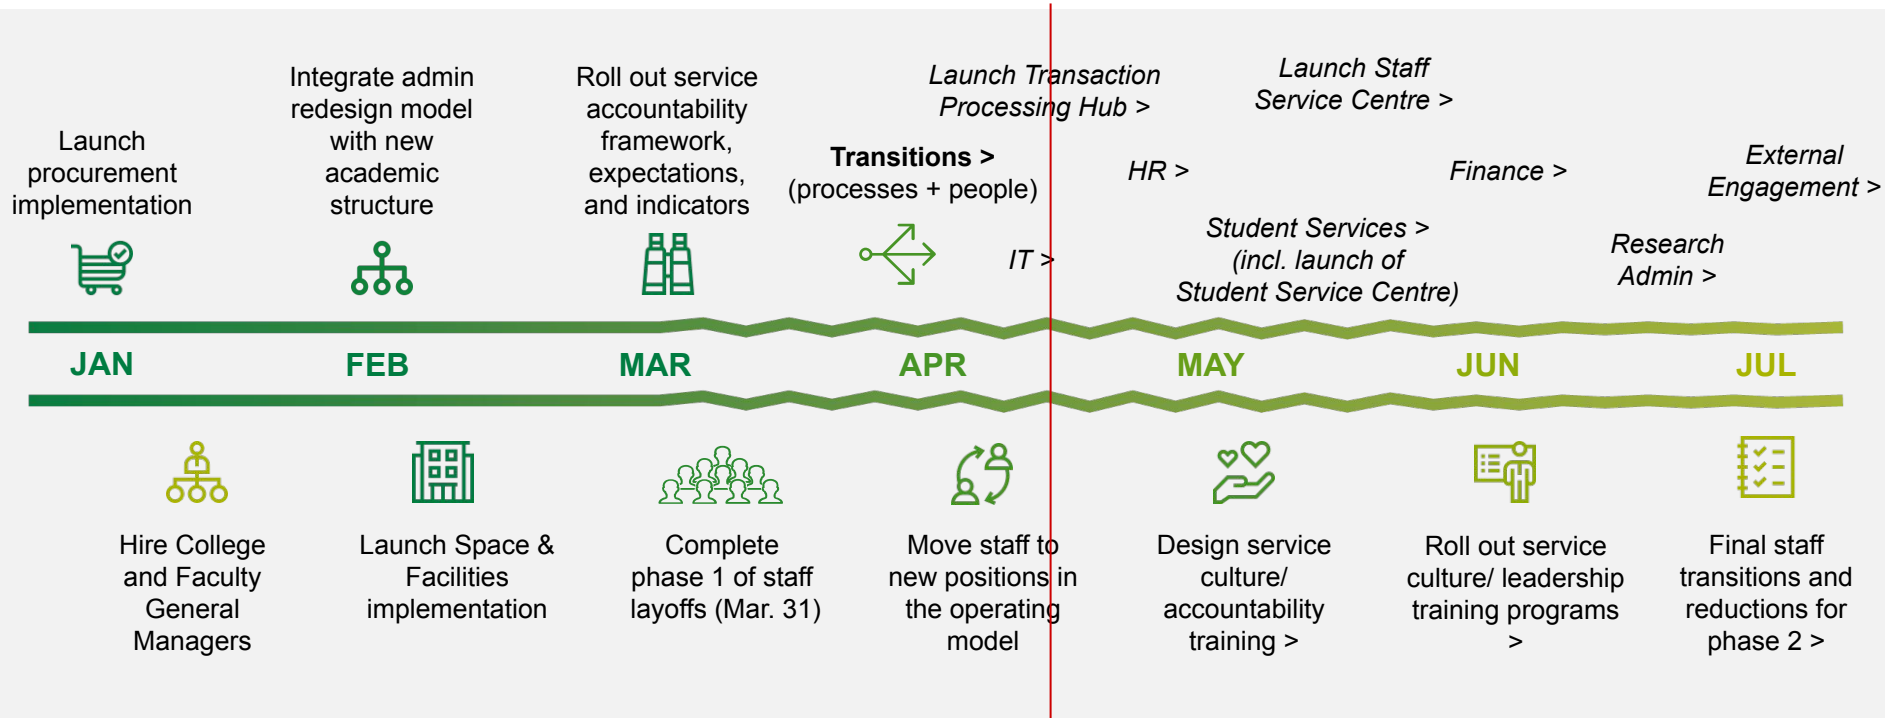 Launch
procurement
implementation
Integrate admin
redesign model
with new
academic
structure
Roll out service
accountability
framework,
expectations,
and indicators
Transitions >
(processes + people)
Launch Transaction
Processing Hub >
IT >
HR >
Launch Staff
Service Centre >
Student Services >
(incl. launch of
Student Service Centre)
Finance >
Research
Admin >
External
Engagement >
JAN
FEB
MAR
APR
MAY
JUN
JUL
Hire College
and Faculty
General
Managers
Launch Space &
Facilities
implementation
Complete
phase 1 of staff
layoffs (Mar. 31)
Move staff to
new positions in
the operating
model
Design service
culture/
accountability
training >
Roll out service
culture/ leadership
training programs
>
Final staff
transitions and
reductions for
phase 2 >